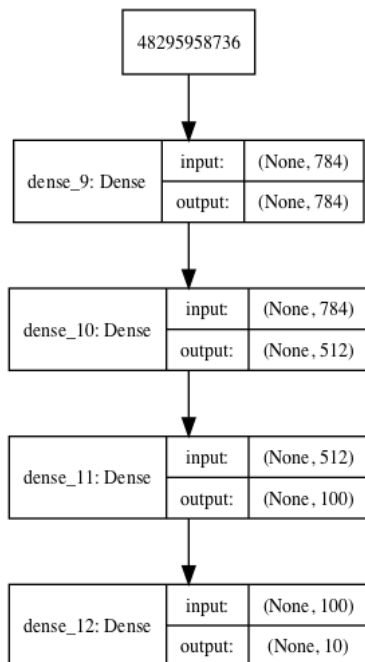 48295958736
dense_9: Dense
input:
(None, 784)
output:
(None, 784)
dense_10: Dense
input:
(None, 784)
output:
(None, 512)
dense_11: Dense
input:
(None, 512)
output:
(None, 100)
dense_12: Dense
input:
(None, 100)
output:
(None, 10)